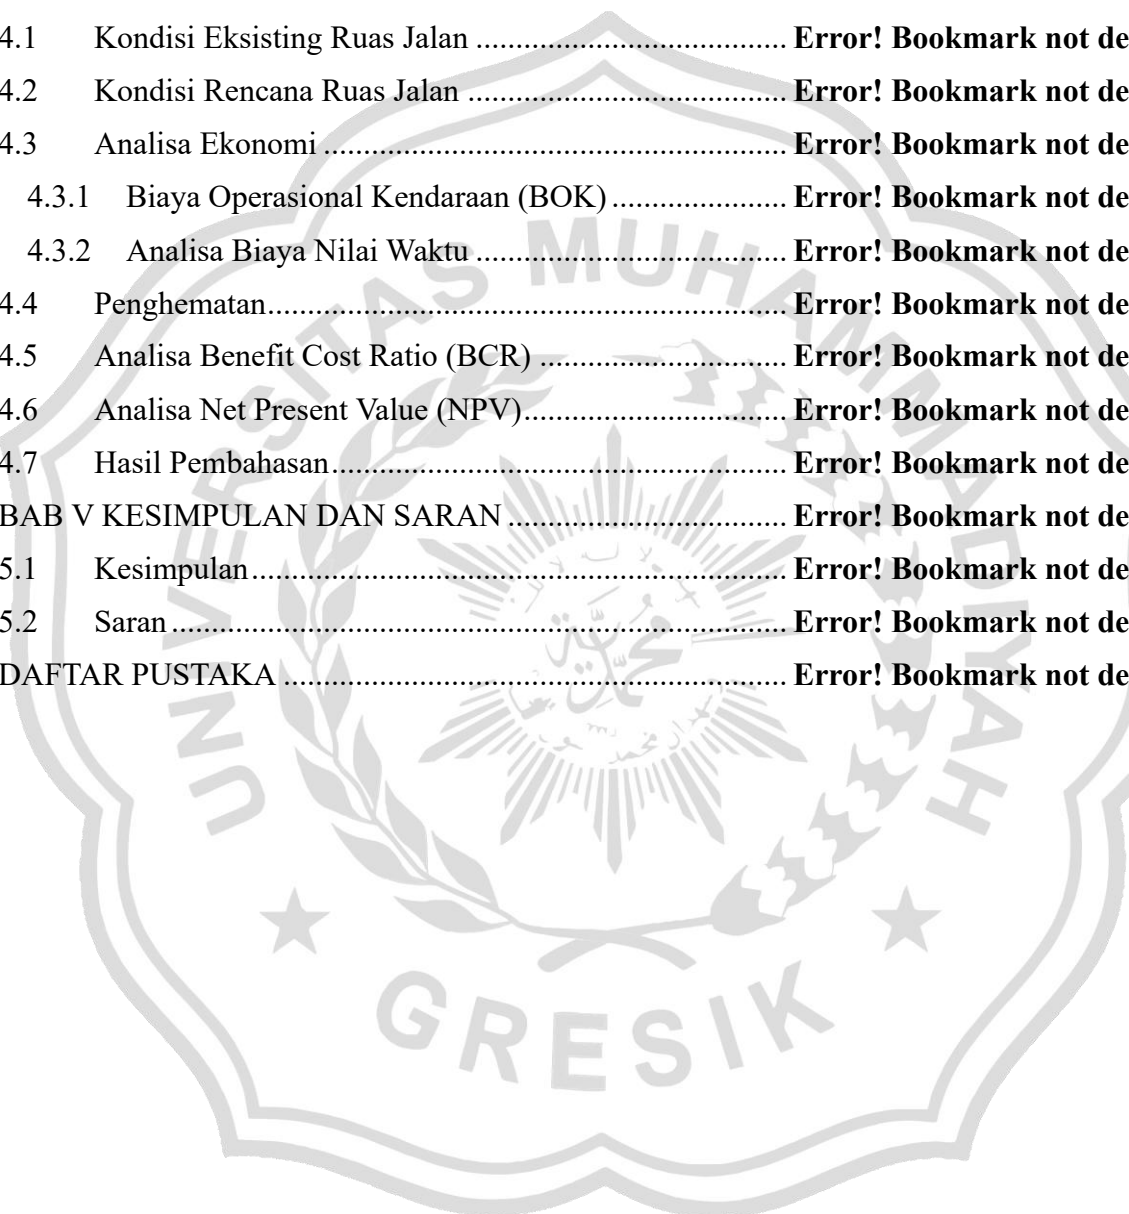 4.1 Kondisi Eksisting Ruas Jalan ....................................... Error! Bookmark not de
4.2 Kondisi Rencana Ruas Jalan ........................................ Error! Bookmark not de
4.3 Analisa Ekonomi .......................................................... Error! Bookmark not de
4.3.1 Biaya Operasional Kendaraan (BOK) ...................... Error! Bookmark not de
4.3.2 Analisa Biaya Nilai Waktu ....................................... Error! Bookmark not de
4.4 Penghematan................................................................. Error! Bookmark not de
4.5 Analisa Benefit Cost Ratio (BCR) ............................... Error! Bookmark not de
4.6 Analisa Net Present Value (NPV)................................. Error! Bookmark not de
4.7 Hasil Pembahasan......................................................... Error! Bookmark not de
BAB V KESIMPULAN DAN SARAN ................................... Error! Bookmark not de
5.1 Kesimpulan................................................................... Error! Bookmark not de
5.2 Saran ............................................................................. Error! Bookmark not de
DAFTAR PUSTAKA ............................................................... Error! Bookmark not de
UNIVERSITAS MUHAMMADIYAH
GRESIK